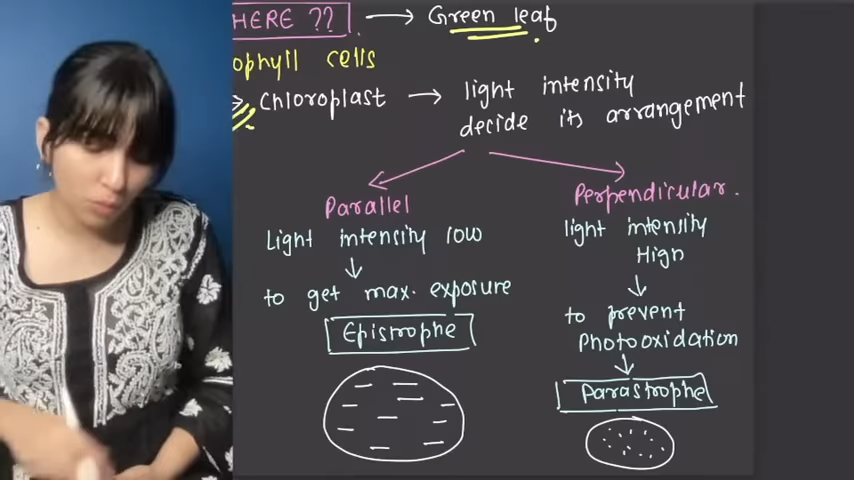 HERE ?? → Green leaf
ophyll cells
Chloroplast → light intensity
decide its arrangement
Parallel
Light intensity low
↓
to get max. exposure
Epistrophe
Perpendicular.
light intensity
High
↓
to prevent
Photooxidation
↓
Parastrophe